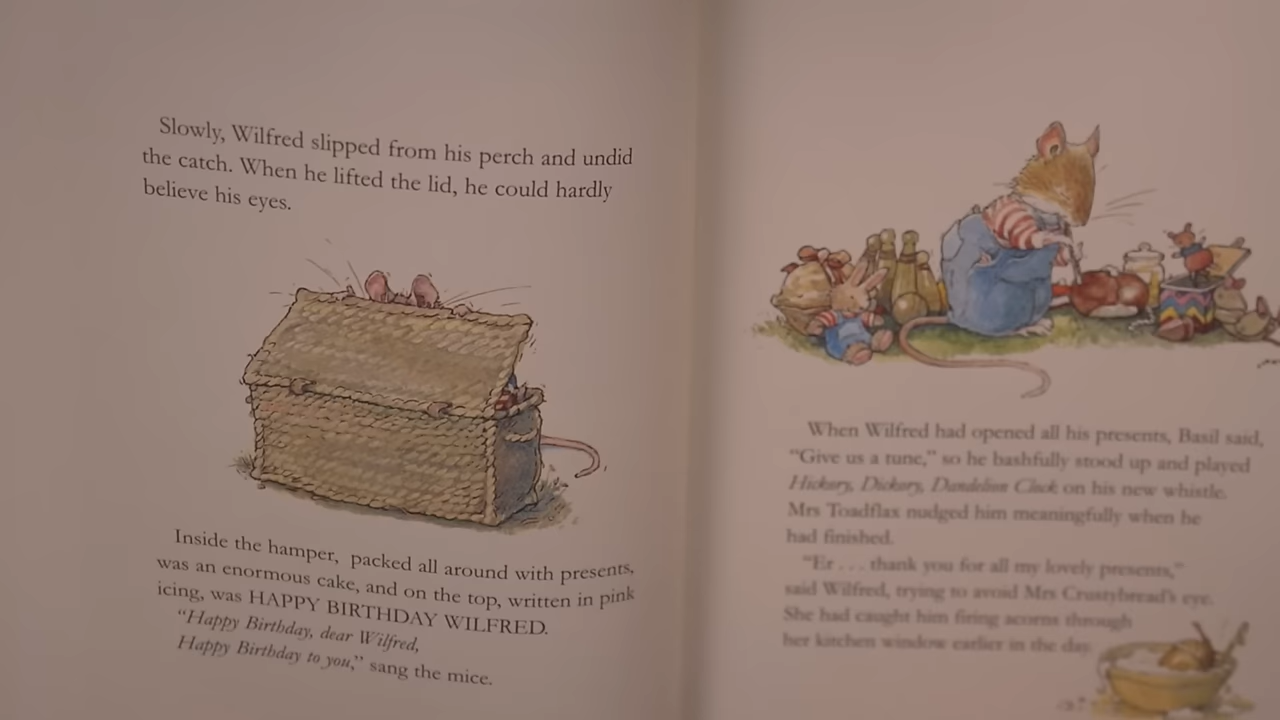 Slowly, Wilfred slipped from his perch and undid
the catch. When he lifted the lid, he could hardly
believe his eyes.
Inside the hamper, packed all around with presents,
was an enormous cake, and on the top, written in pink
icing, was HAPPY BIRTHDAY WILFRED.
“Happy Birthday, dear Wilfred,
Happy Birthday to you,” sang the mice.
When Wilfred had opened all his presents, Basil said,
“Give us a tune,” so he bashfully stood up and played
Hickory, Dickory, Dandelion Clock on his new whistle.
Mrs Toadflax nudged him meaningfully when he
had finished.
“Er . . . thank you for all my lovely presents,”
said Wilfred, trying to avoid Mrs Crustybread’s eye.
She had caught him firing acorns through
her kitchen window earlier in the day.